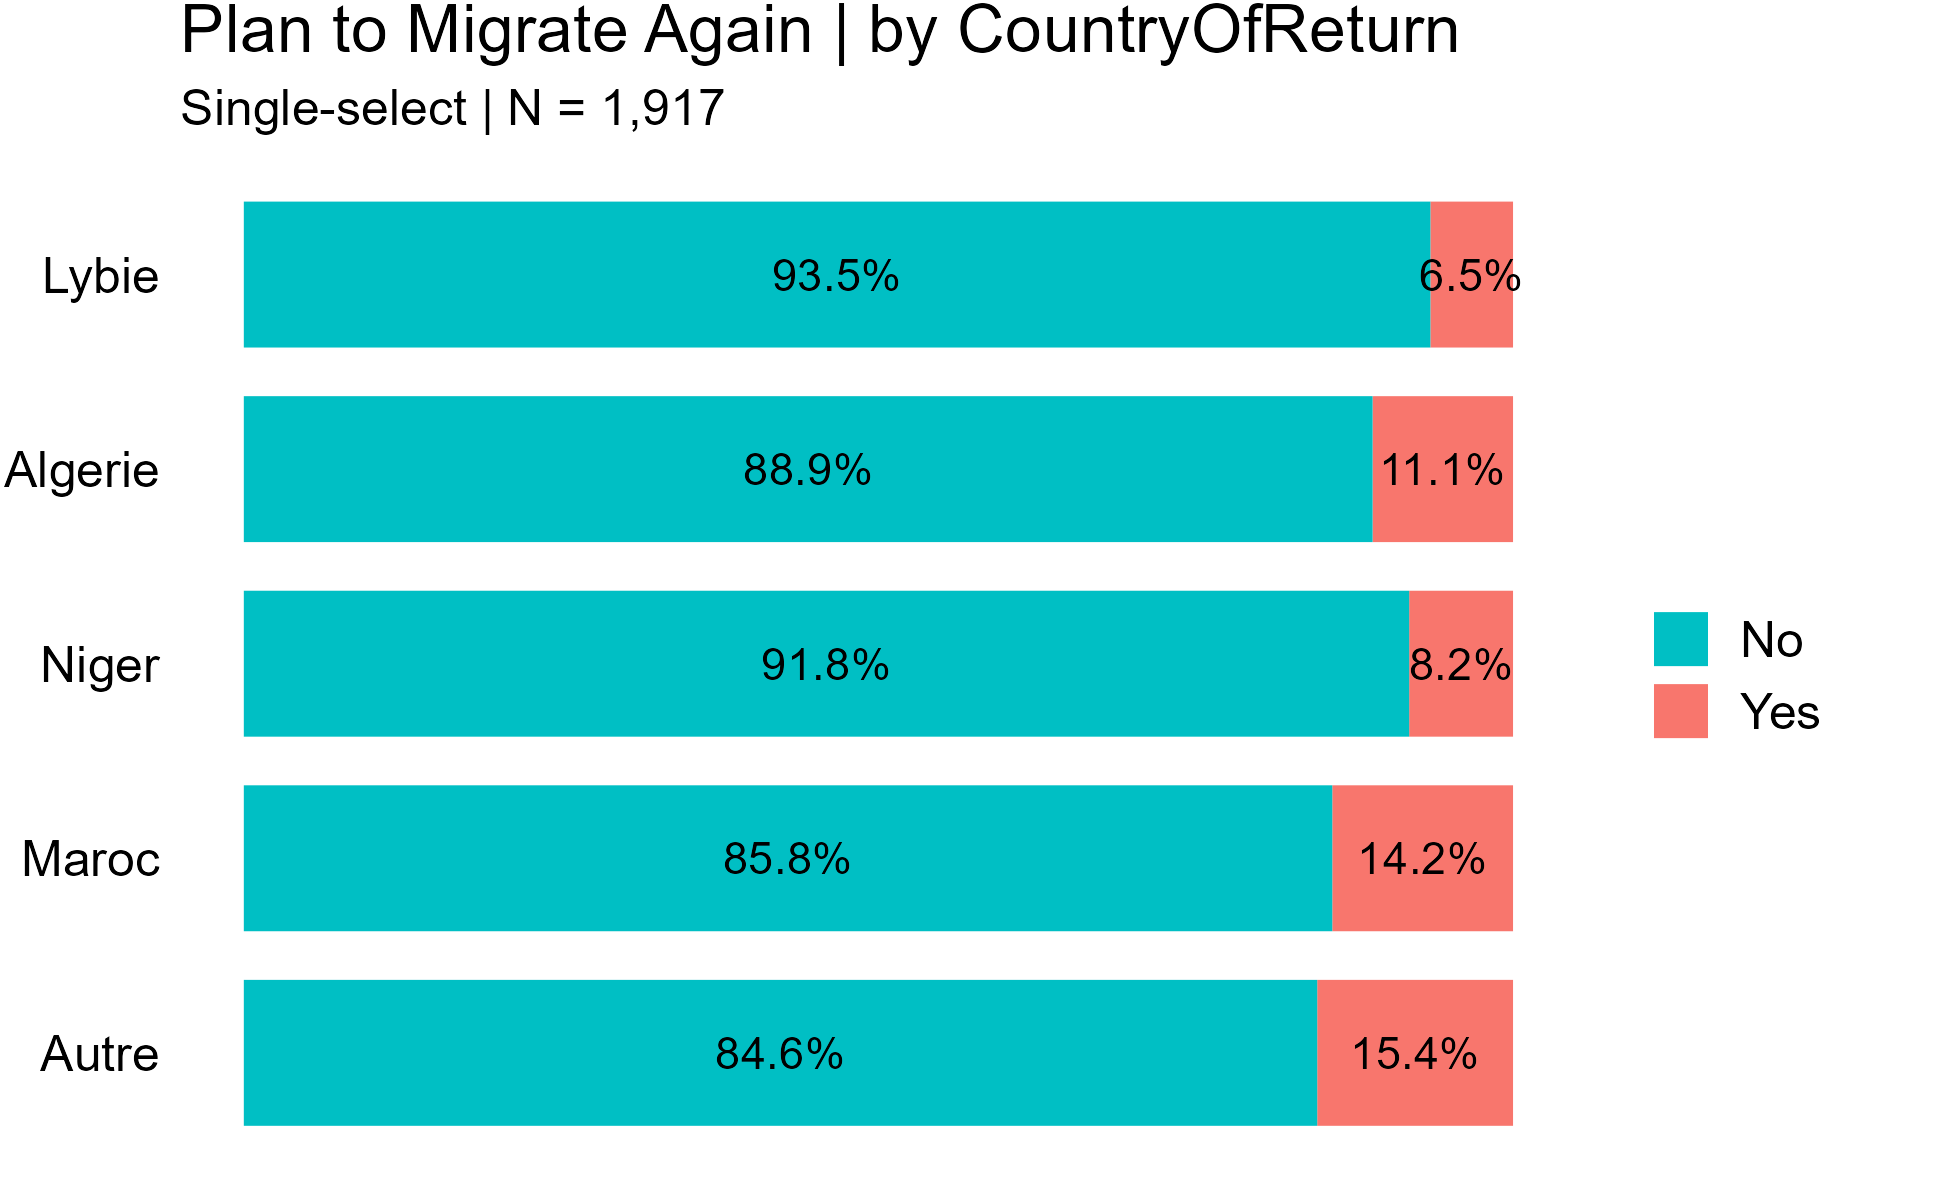 Plan to Migrate Again | by CountryOfReturn
Single-select | N = 1,917
Lybie 93.5% 6.5%
Algerie 88.9% 11.1%
Niger 91.8% 8.2%
No
Yes
Maroc 85.8% 14.2%
Autre 84.6% 15.4%